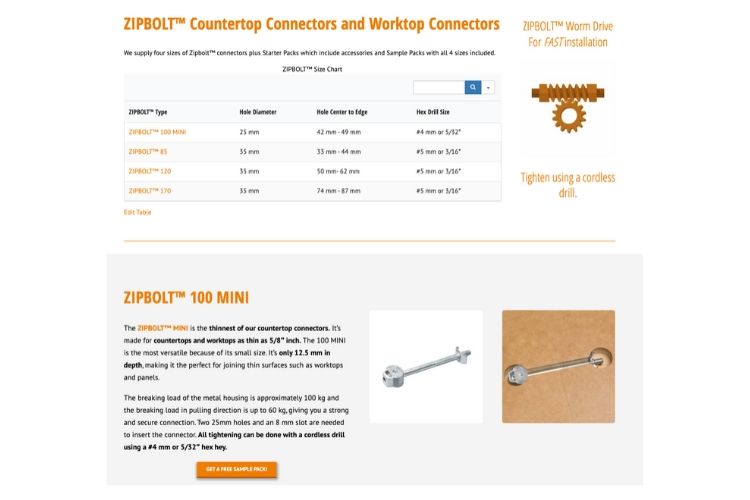 ZIPBOLT™ Countertop Connectors and Worktop Connectors
We supply four sizes of Zipbolt™ connectors plus Starter Packs which include accessories and Sample Packs with all 4 sizes included.
ZIPBOLT™ Size Chart
ZIPBOLT™ Type Hole Diameter Hole Center to Edge Hex Drill Size
ZIPBOLT™ 100 MINI 25 mm 42 mm - 49 mm #4 mm or 5/32"
ZIPBOLT™ 85 35 mm 33 mm - 44 mm #5 mm or 3/16"
ZIPBOLT™ 120 35 mm 50 mm- 62 mm #5 mm or 3/16"
ZIPBOLT™ 170 35 mm 74 mm - 87 mm #5 mm or 3/16"
Edit Table
ZIPBOLT™ Worm Drive
For FAST installation
Tighten using a cordless
drill.
ZIPBOLT™ 100 MINI
The ZIPBOLT™ MINI is the thinnest of our countertop connectors. It's
made for countertops and worktops as thin as 5/8" inch. The 100 MINI
is the most versatile because of its small size. It's only 12.5 mm in
depth, making it the perfect for joining thin surfaces such as worktops
and panels.
The breaking load of the metal housing is approximately 100 kg and
the breaking load in pulling direction is up to 60 kg, giving you a strong
and secure connection. Two 25mm holes and an 8 mm slot are needed
to insert the connector. All tightening can be done with a cordless drill
using a #4 mm or 5/32" hex hey.
GET A FREE SAMPLE PACK!